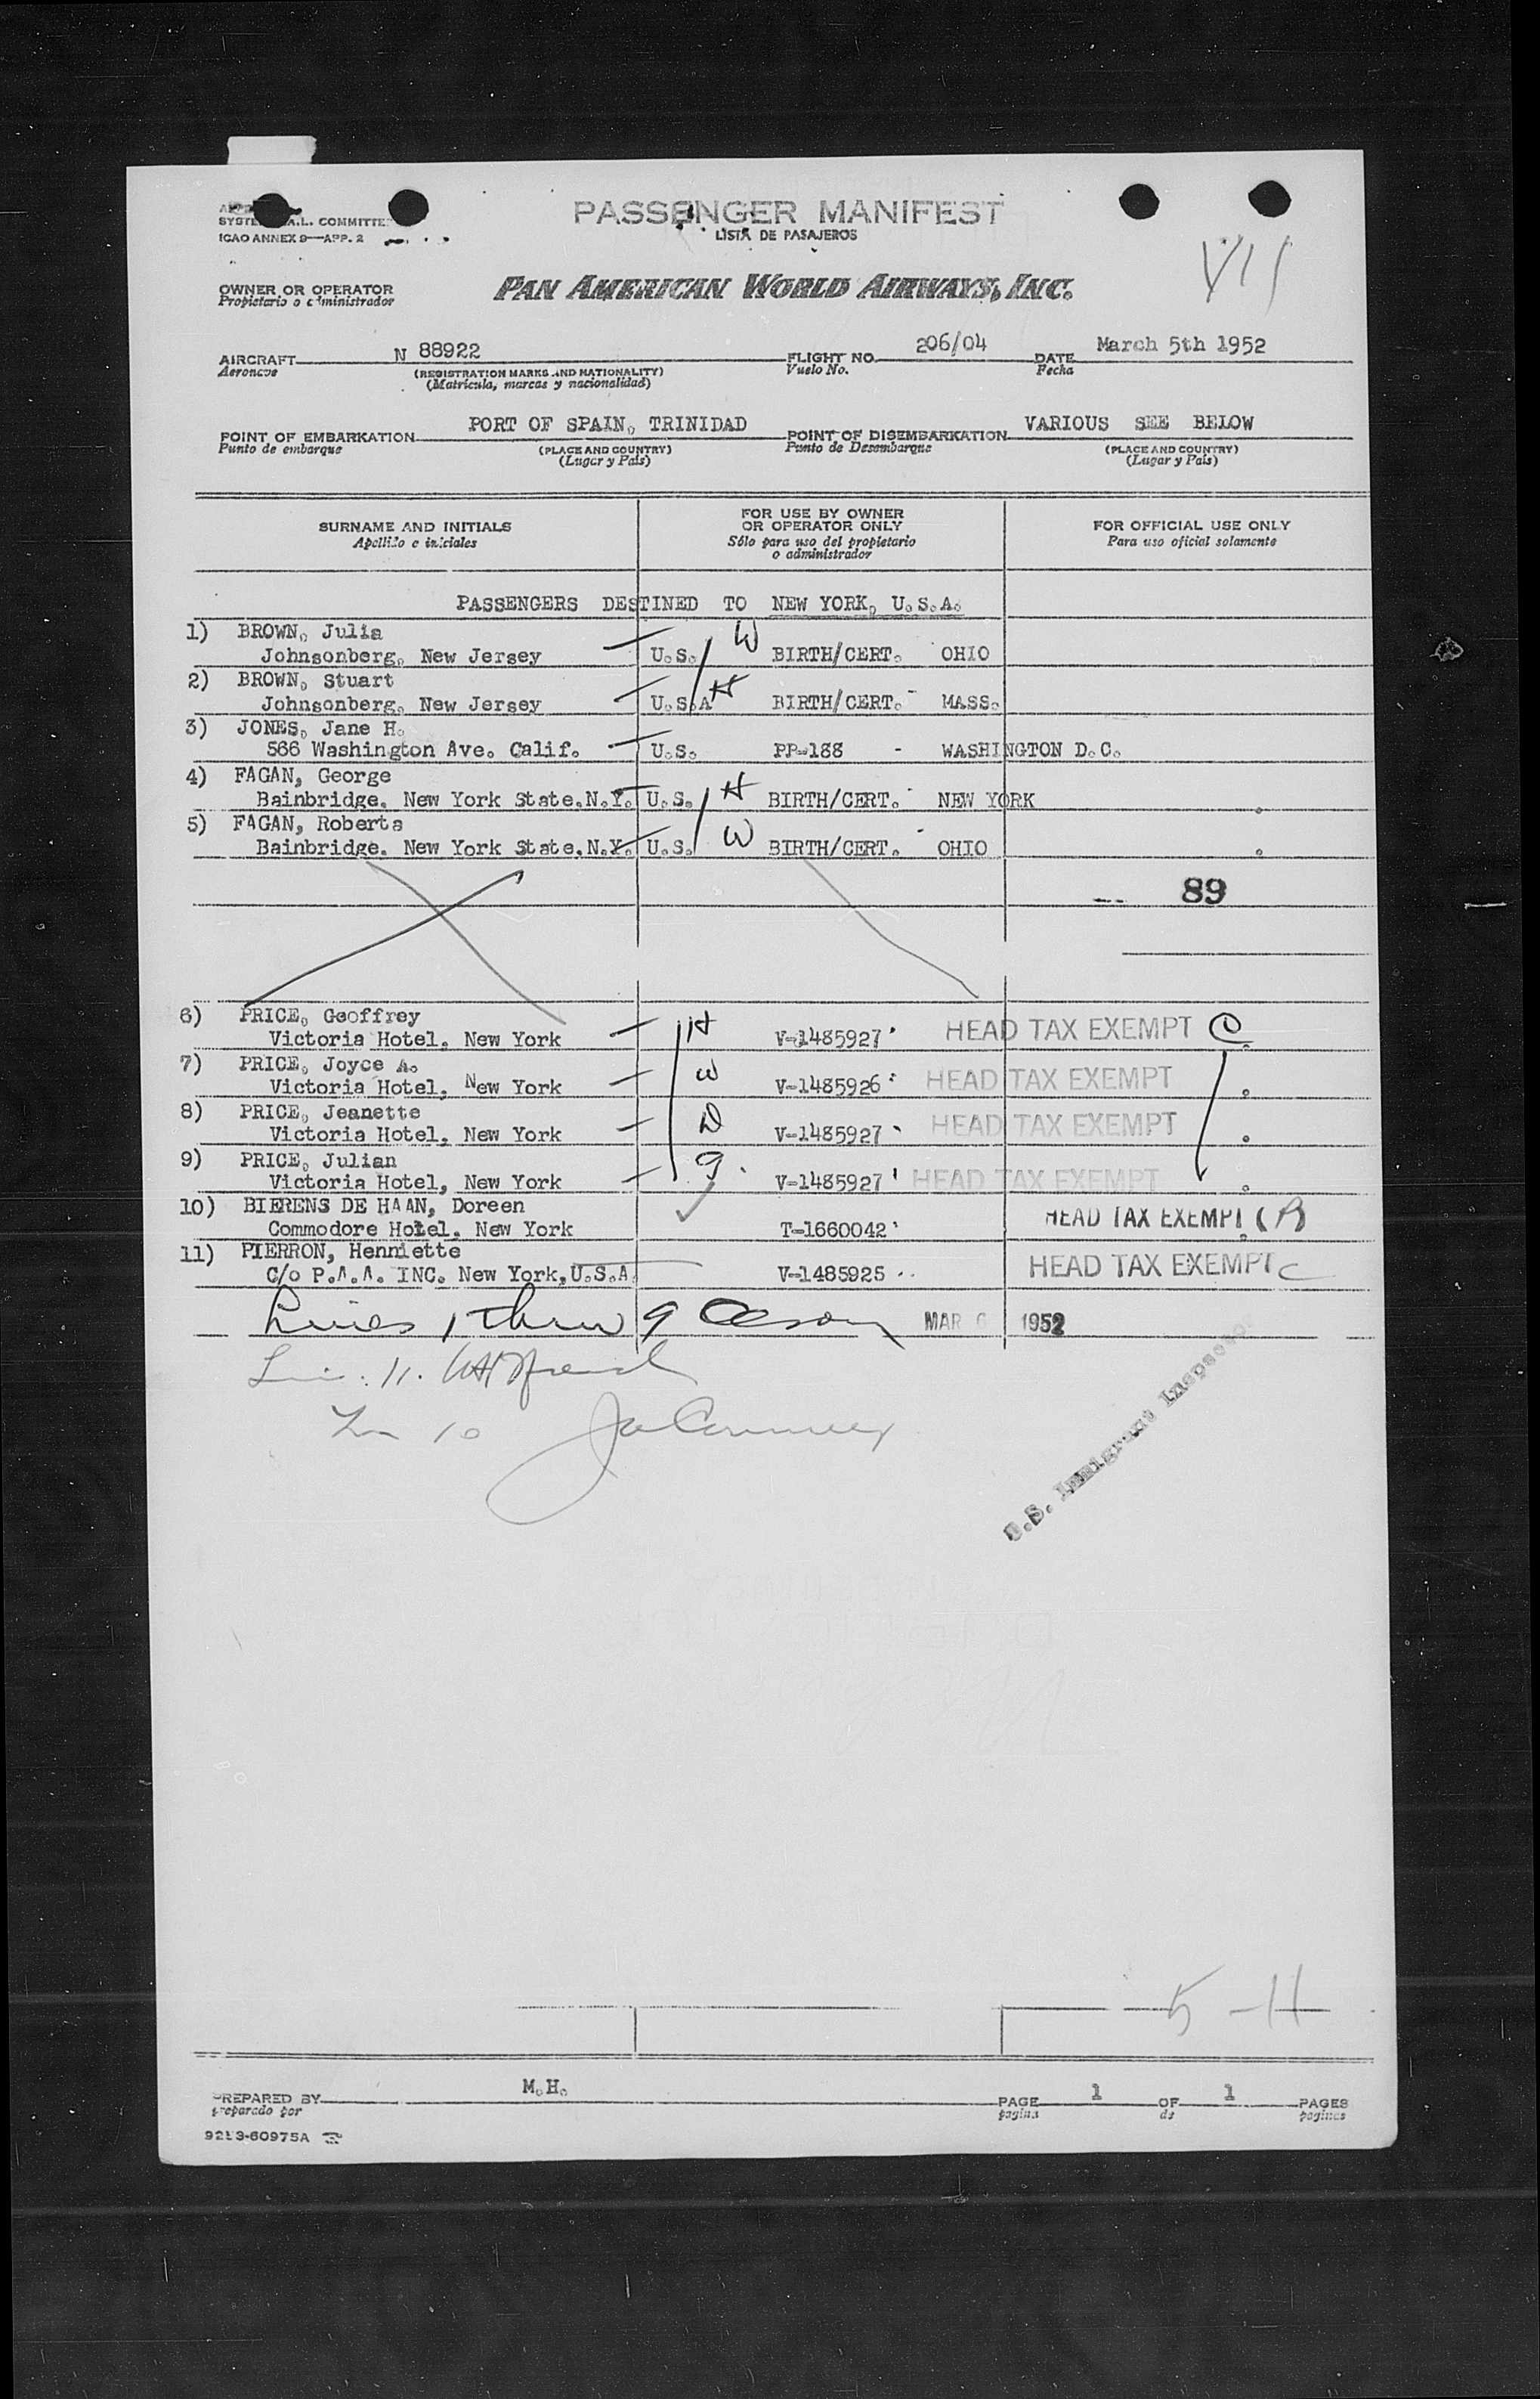 SYSTE A.L. COMMITTE
ICAO ANNEX 9—APP. 2
PASSENGER MANIFEST
LISTA DE PASAJEROS
VII
OWNER OR OPERATOR
Propietario o administrador
PAN AMERICAN WORLD AIRWAYS, INC.
AIRCRAFT N 88922 FLIGHT NO. 206/04 DATE March 5th 1952
Aeronave (REGISTRATION MARKS AND NATIONALITY) Vuelo No. Fecha
(Matrícula, marcas y nacionalidad)
POINT OF EMBARKATION PORT OF SPAIN, TRINIDAD POINT OF DISEMBARKATION VARIOUS SEE BELOW
Punto de embarque (PLACE AND COUNTRY) Punto de Desembarque (PLACE AND COUNTRY)
(Lugar y País) (Lugar y País)
SURNAME AND INITIALS
Apellido e iniciales
FOR USE BY OWNER
OR OPERATOR ONLY
Sólo para uso del propietario
o administrador
FOR OFFICIAL USE ONLY
Para uso oficial solamente
PASSENGERS DESTINED TO NEW YORK, U.S.A.
1) BROWN, Julia
Johnsonberg, New Jersey U.S. W BIRTH/CERT. OHIO
2) BROWN, Stuart
Johnsonberg, New Jersey U.S.A H BIRTH/CERT. - MASS.
3) JONES, Jane H.
566 Washington Ave. Calif. U.S. PP-188 - WASHINGTON D.C.
4) FAGAN, George
Bainbridge. New York State.N.Y. U.S. H BIRTH/CERT. - NEW YORK
5) FAGAN, Roberta
Bainbridge. New York State.N.Y. U.S. W BIRTH/CERT. - OHIO
89
6) PRICE, Geoffrey
Victoria Hotel. New York H V-1485927 HEAD TAX EXEMPT C
7) PRICE, Joyce A.
Victoria Hotel. New York W V-1485926 HEAD TAX EXEMPT
8) PRICE, Jeanette
Victoria Hotel. New York D V-1485927 HEAD TAX EXEMPT
9) PRICE, Julian
Victoria Hotel, New York V-1485927 HEAD TAX EXEMPT
10) BIERENS DE HAAN, Doreen
Commodore Hotel. New York T-1660042 HEAD TAX EXEMPT
11) PIERRON, Henriette
C/o P.A.A. INC. New York, U.S.A. V-1485925 HEAD TAX EXEMPT C
Lines 1 thru 9 MAR 6 1952
Lin. 11.
Lin 10
U.S. Immigrant Inspector
5 - 11
PREPARED BY M.H. PAGE 1 OF 1 PAGES
preparado por pagina de paginas